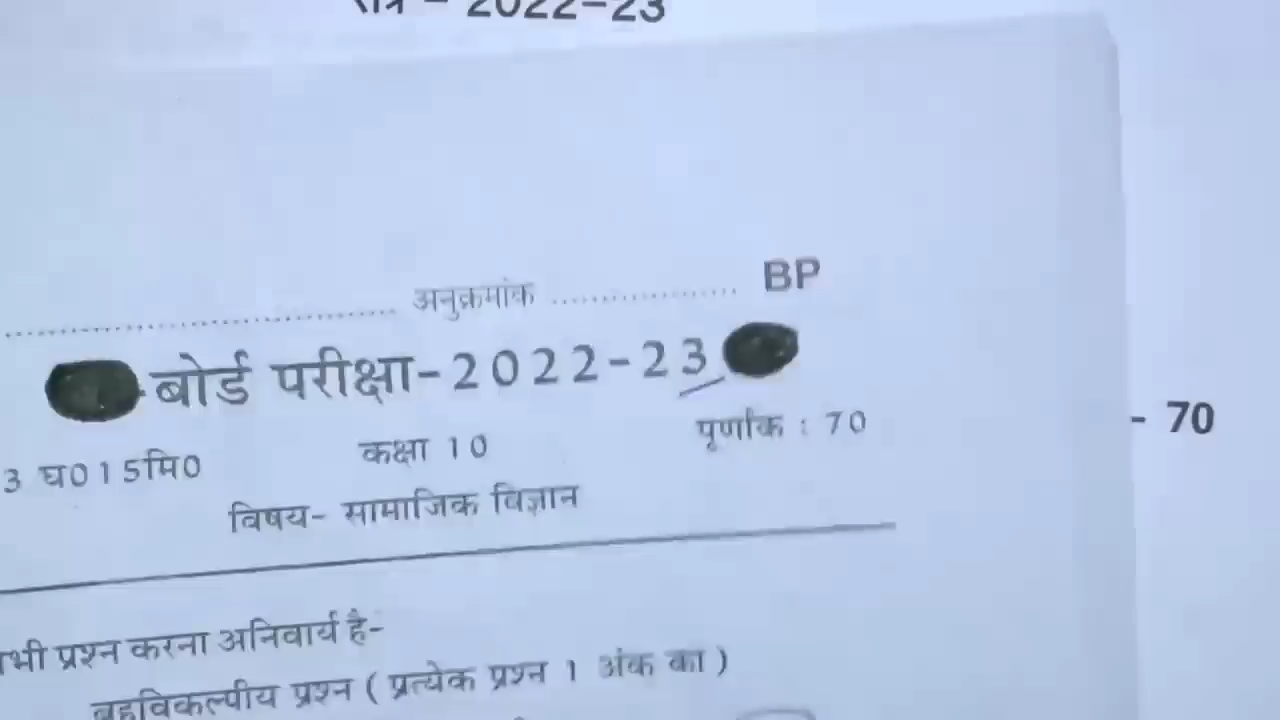 सत्र - 2022-23
अनुक्रमांक BP
बोर्ड परीक्षा-2022-23
- 70
3 घ015मि0 कक्षा 10 पूर्णांक : 70
विषय- सामाजिक विज्ञान
प्रश्न करना अनिवार्य है-
बहुविकल्पीय प्रश्न ( प्रत्येक प्रश्न 1 अंक का )